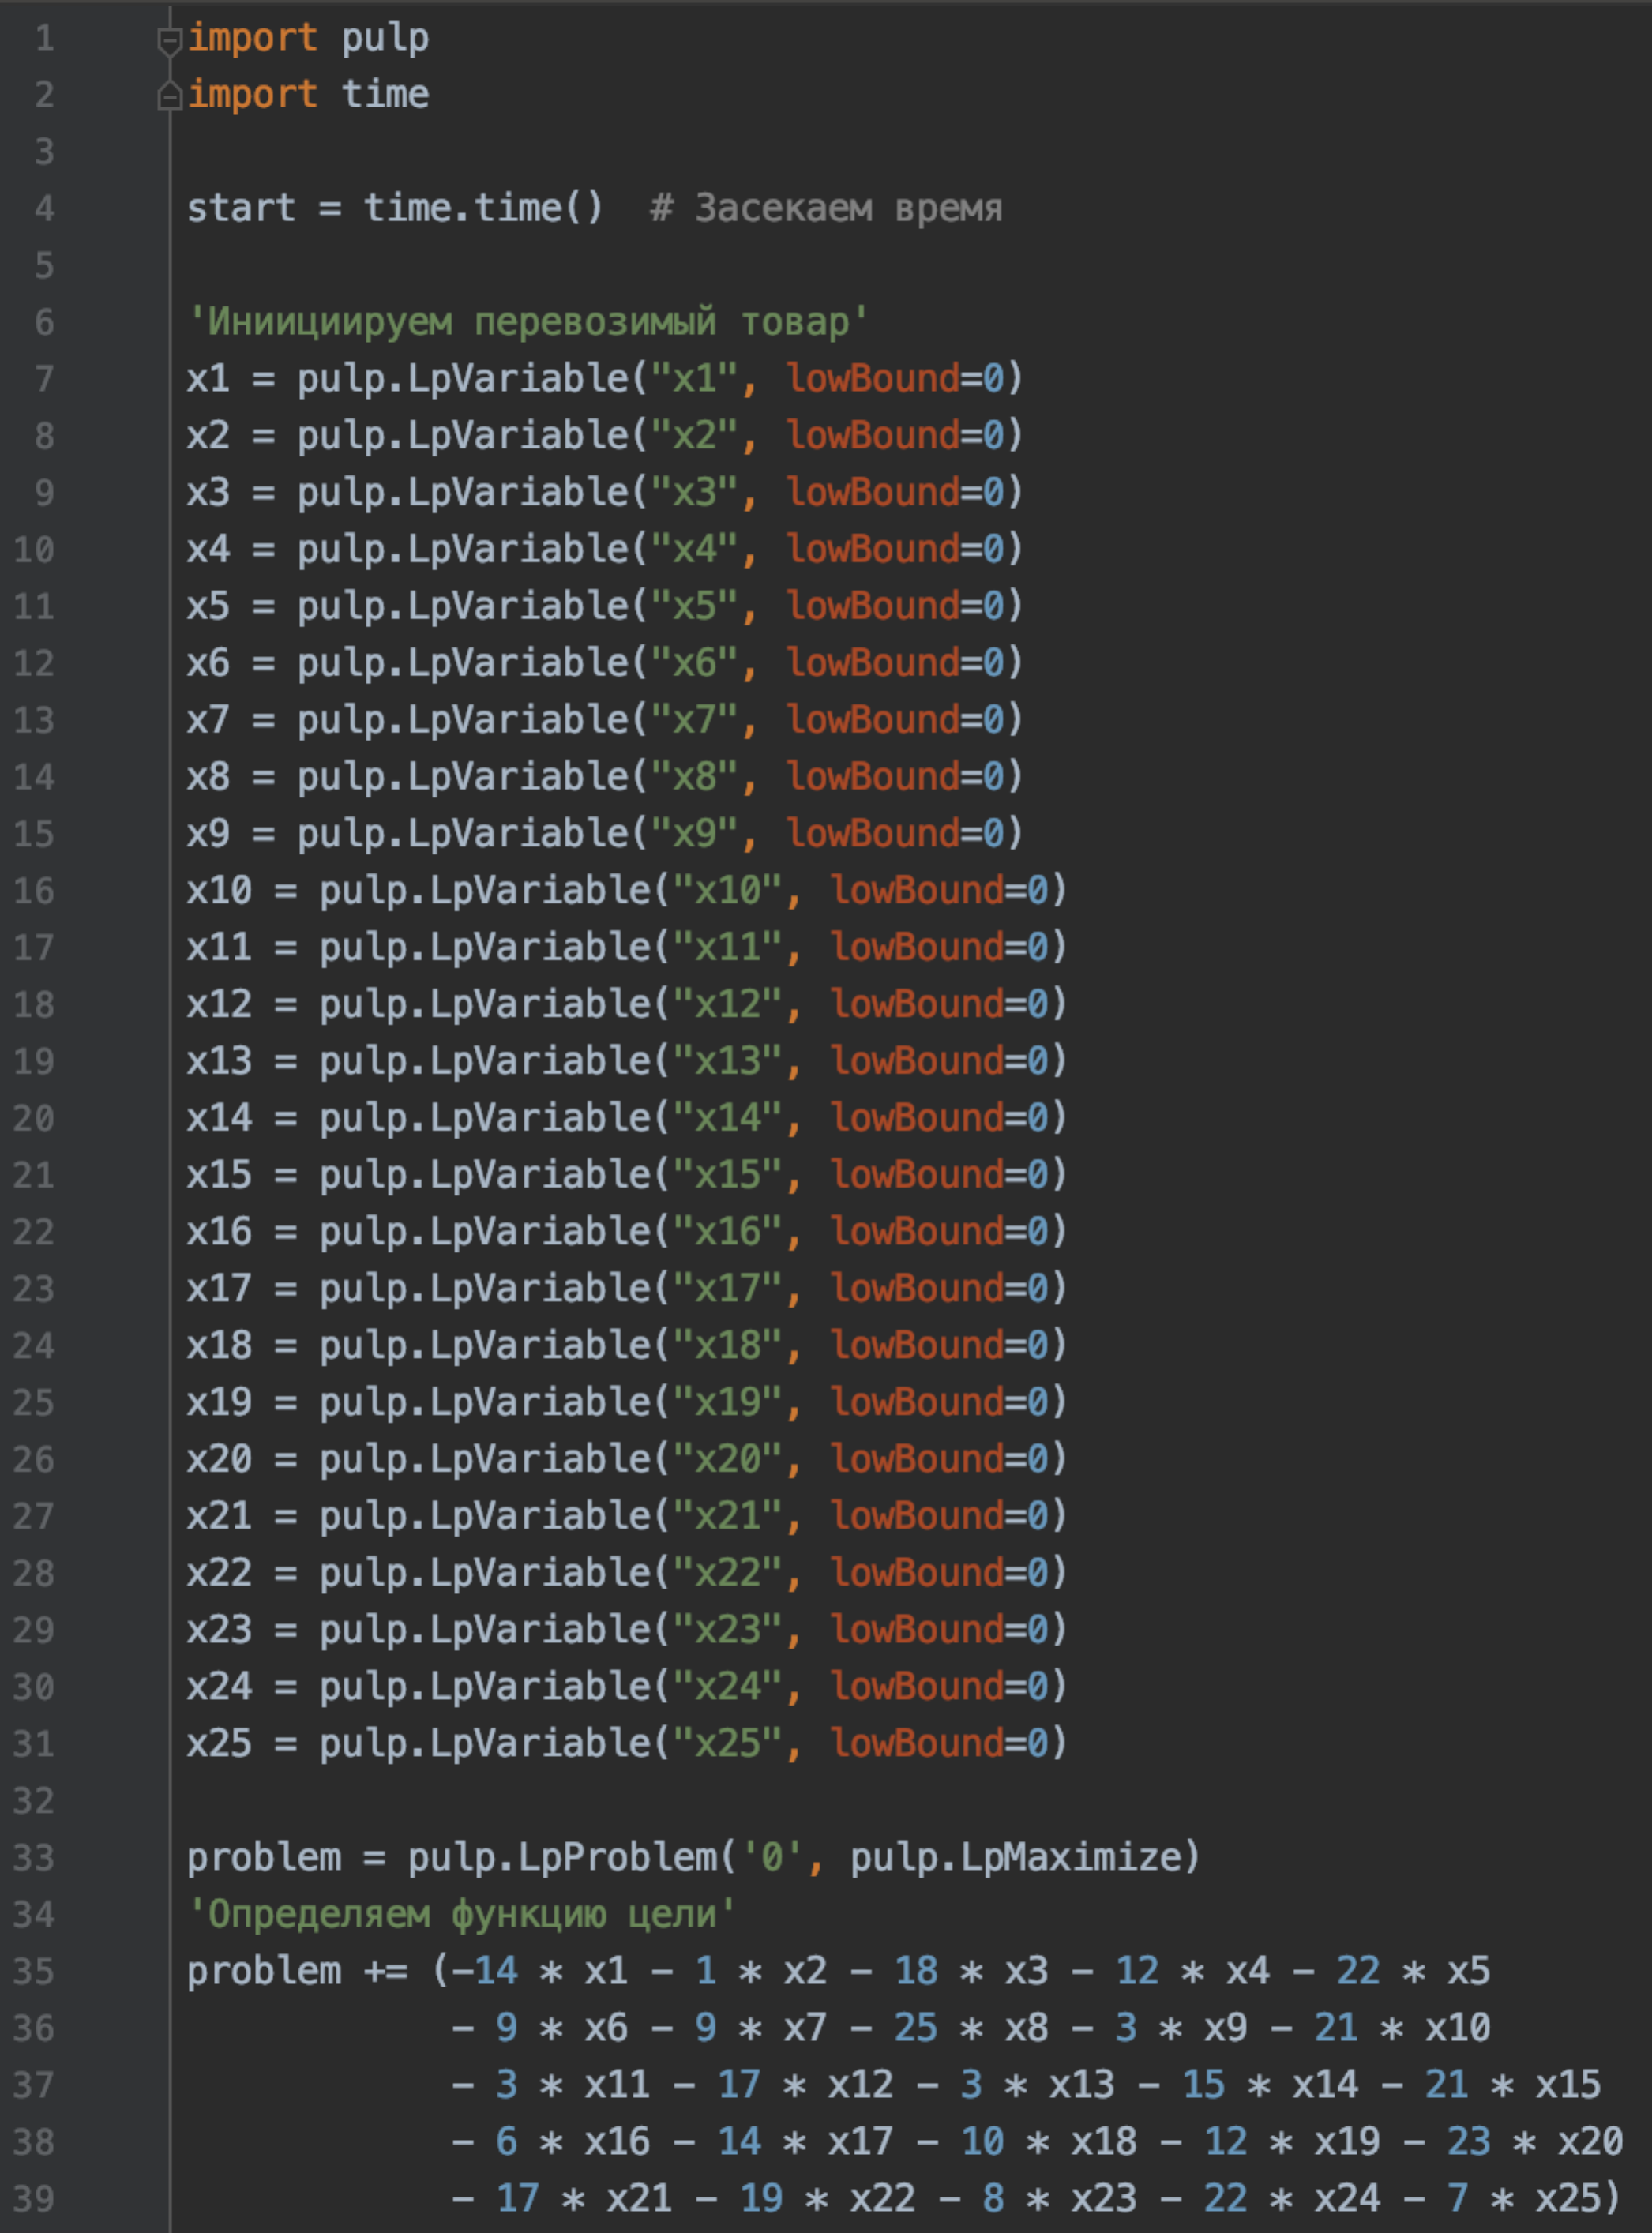 1 import pulp
2 import time
3
4 start = time.time()  # Засекаем время
5
6 'Иниициируем перевозимый товар'
7 x1 = pulp.LpVariable("x1", lowBound=0)
8 x2 = pulp.LpVariable("x2", lowBound=0)
9 x3 = pulp.LpVariable("x3", lowBound=0)
10 x4 = pulp.LpVariable("x4", lowBound=0)
11 x5 = pulp.LpVariable("x5", lowBound=0)
12 x6 = pulp.LpVariable("x6", lowBound=0)
13 x7 = pulp.LpVariable("x7", lowBound=0)
14 x8 = pulp.LpVariable("x8", lowBound=0)
15 x9 = pulp.LpVariable("x9", lowBound=0)
16 x10 = pulp.LpVariable("x10", lowBound=0)
17 x11 = pulp.LpVariable("x11", lowBound=0)
18 x12 = pulp.LpVariable("x12", lowBound=0)
19 x13 = pulp.LpVariable("x13", lowBound=0)
20 x14 = pulp.LpVariable("x14", lowBound=0)
21 x15 = pulp.LpVariable("x15", lowBound=0)
22 x16 = pulp.LpVariable("x16", lowBound=0)
23 x17 = pulp.LpVariable("x17", lowBound=0)
24 x18 = pulp.LpVariable("x18", lowBound=0)
25 x19 = pulp.LpVariable("x19", lowBound=0)
26 x20 = pulp.LpVariable("x20", lowBound=0)
27 x21 = pulp.LpVariable("x21", lowBound=0)
28 x22 = pulp.LpVariable("x22", lowBound=0)
29 x23 = pulp.LpVariable("x23", lowBound=0)
30 x24 = pulp.LpVariable("x24", lowBound=0)
31 x25 = pulp.LpVariable("x25", lowBound=0)
32
33 problem = pulp.LpProblem('0', pulp.LpMaximize)
34 'Определяем функцию цели'
35 problem += (-14 * x1 - 1 * x2 - 18 * x3 - 12 * x4 - 22 * x5
36 - 9 * x6 - 9 * x7 - 25 * x8 - 3 * x9 - 21 * x10
37 - 3 * x11 - 17 * x12 - 3 * x13 - 15 * x14 - 21 * x15
38 - 6 * x16 - 14 * x17 - 10 * x18 - 12 * x19 - 23 * x20
39 - 17 * x21 - 19 * x22 - 8 * x23 - 22 * x24 - 7 * x25)